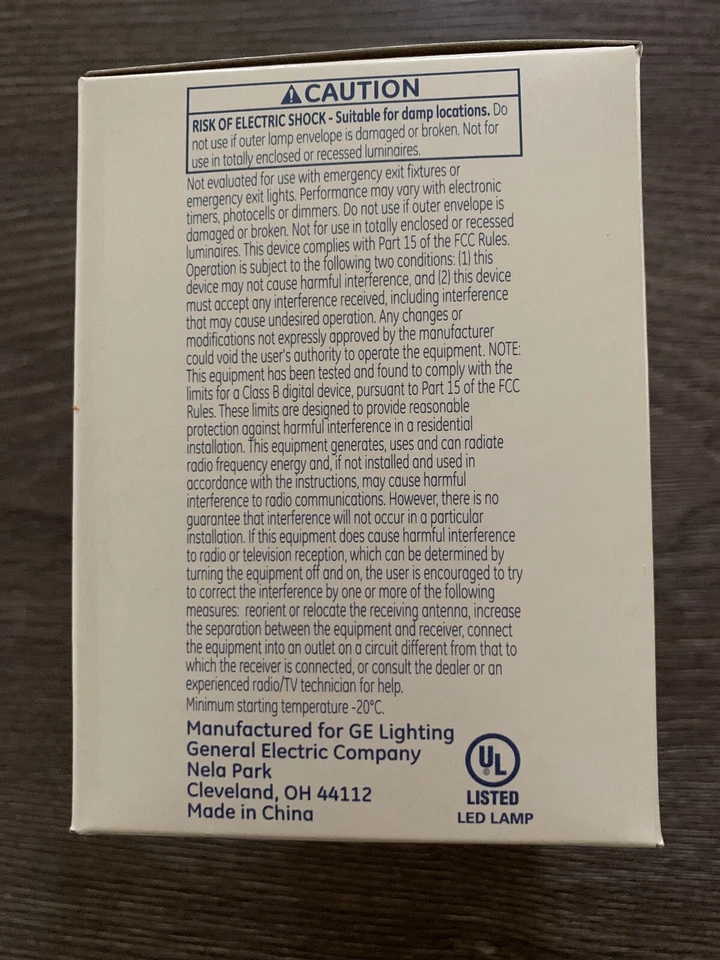 ⚠CAUTION
RISK OF ELECTRIC SHOCK - Suitable for damp locations. Do
not use if outer lamp envelope is damaged or broken. Not for
use in totally enclosed or recessed luminaires.
Not evaluated for use with emergency exit fixtures or
emergency exit lights. Performance may vary with electronic
timers, photocells or dimmers. Do not use if outer envelope is
damaged or broken. Not for use in totally enclosed or recessed
luminaires. This device complies with Part 15 of the FCC Rules.
Operation is subject to the following two conditions: (1) this
device may not cause harmful interference, and (2) this device
must accept any interference received, including interference
that may cause undesired operation. Any changes or
modifications not expressly approved by the manufacturer
could void the user's authority to operate the equipment. NOTE:
This equipment has been tested and found to comply with the
limits for a Class B digital device, pursuant to Part 15 of the FCC
Rules. These limits are designed to provide reasonable
protection against harmful interference in a residential
installation. This equipment generates, uses and can radiate
radio frequency energy and, if not installed and used in
accordance with the instructions, may cause harmful
interference to radio communications. However, there is no
guarantee that interference will not occur in a particular
installation. If this equipment does cause harmful interference
to radio or television reception, which can be determined by
turning the equipment off and on, the user is encouraged to try
to correct the interference by one or more of the following
measures: reorient or relocate the receiving antenna, increase
the separation between the equipment and receiver, connect
the equipment into an outlet on a circuit different from that to
which the receiver is connected, or consult the dealer or an
experienced radio/TV technician for help.
Minimum starting temperature -20°C.
Manufactured for GE Lighting
General Electric Company
Nela Park
Cleveland, OH 44112
Made in China
UL
®
LISTED
LED LAMP